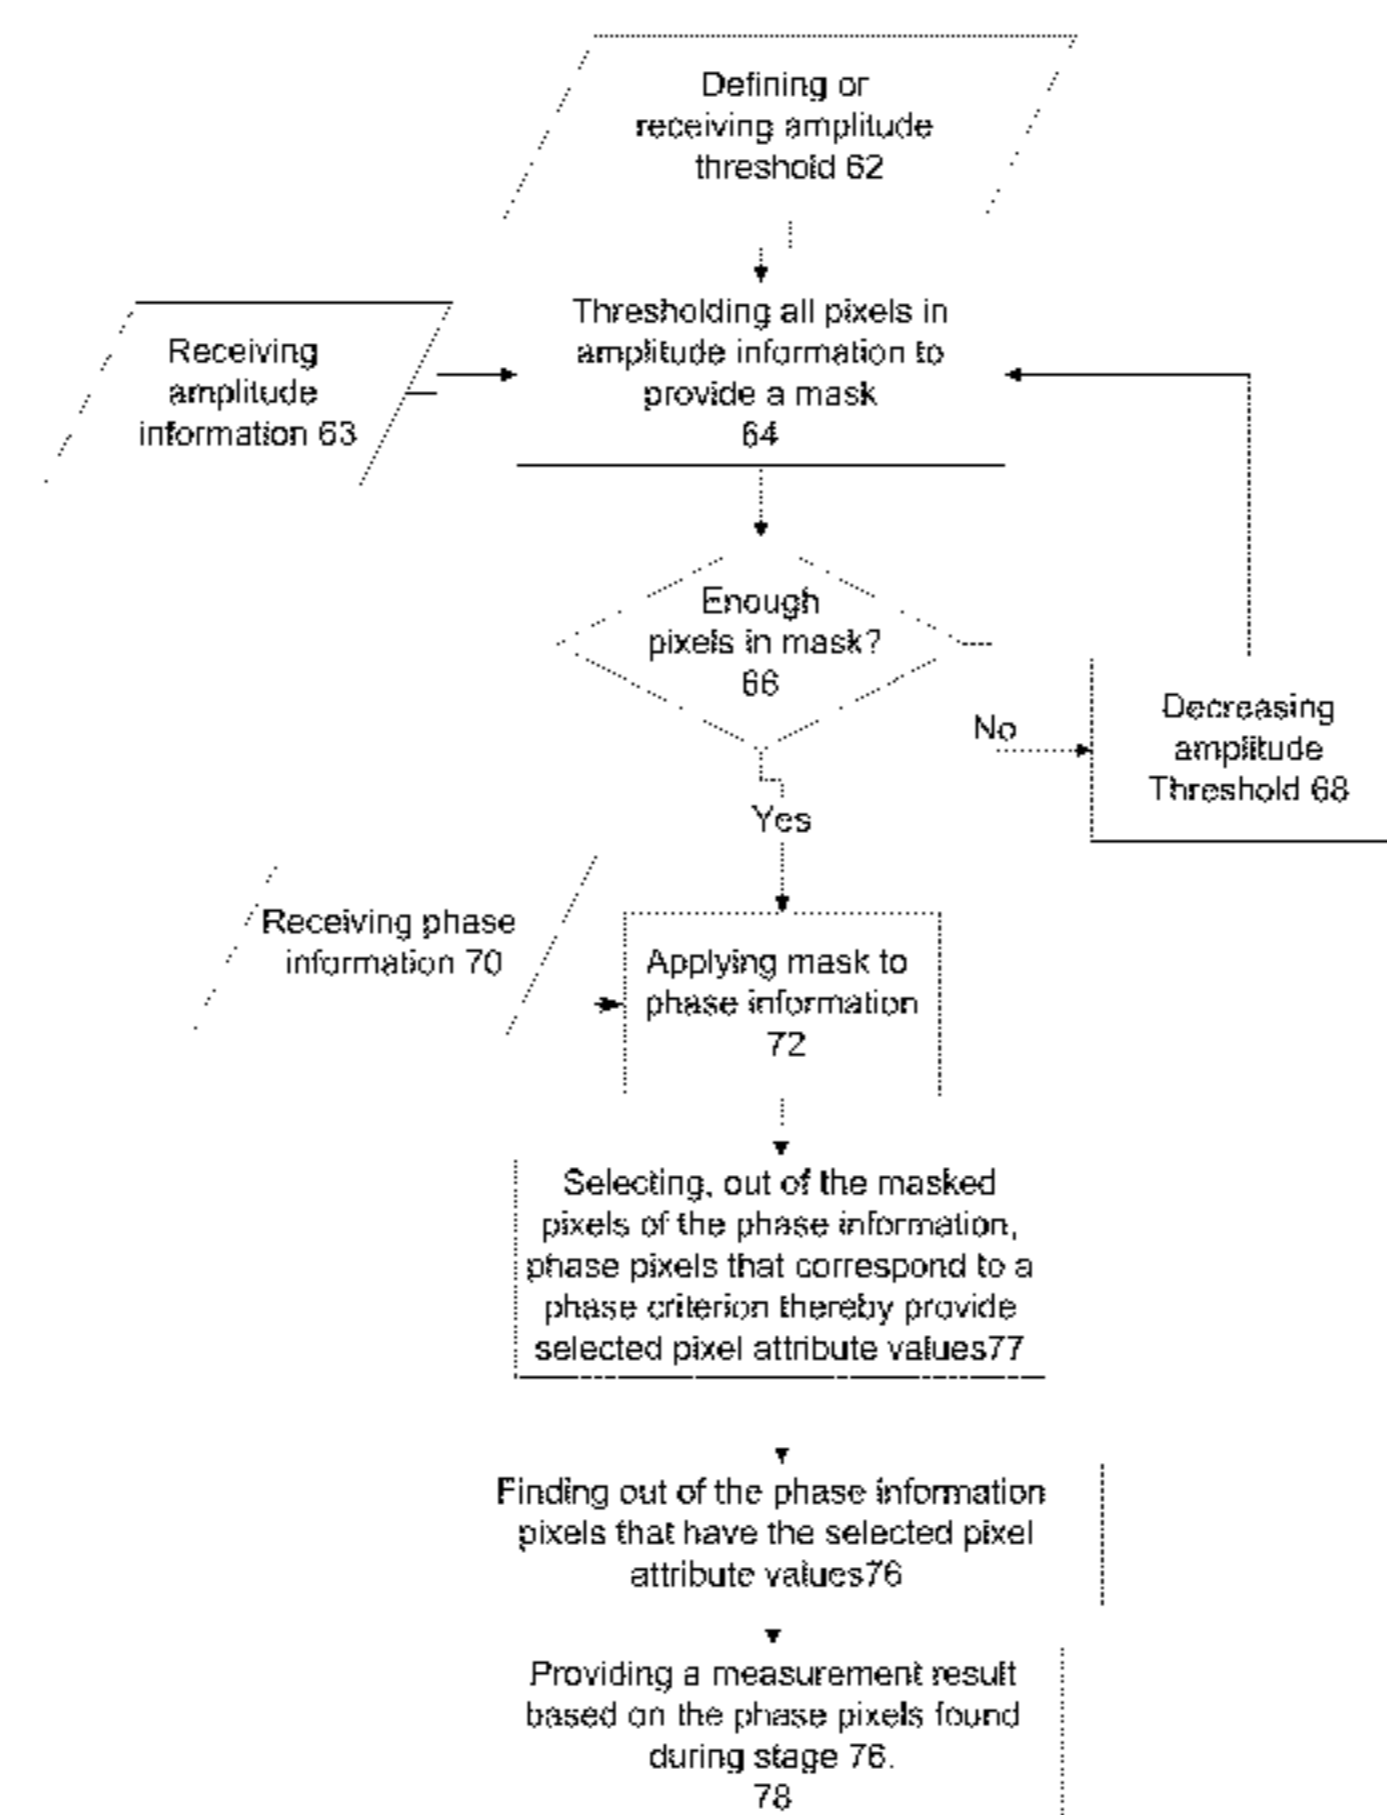 Defining or
receiving amplitude
threshold 62
Thresholding all pixels in
amplitude information to
provide a mask
64
Receiving
amplitude
information 63
Enough
pixels in mask?
66
No
Decreasing
amplitude
Threshold 68
Yes
Receiving phase
information 70
Applying mask to
phase information
72
Selecting, out of the masked
pixels of the phase information,
phase pixels that correspond to a
phase criterion thereby provide
selected pixel attribute values77
Finding out of the phase information
pixels that have the selected pixel
attribute values76
Providing a measurement result
based on the phase pixels found
during stage 76.
78